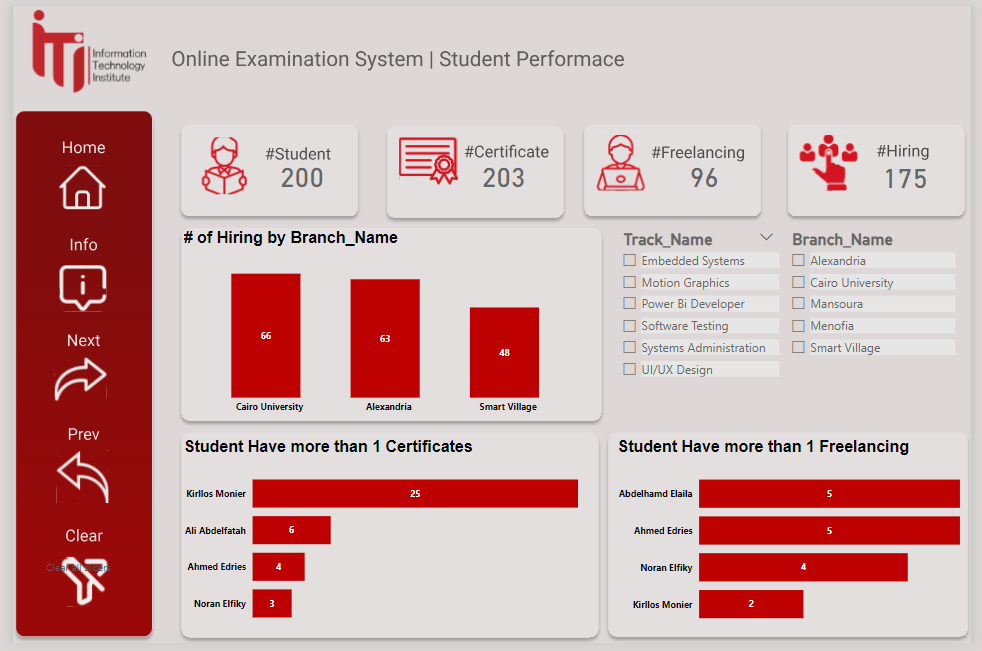 iTi
Information
Technology
Institute
Online Examination System | Student Performace
Home
Info
Next
Prev
Clear
Clear all slicers
#Student
200
#Certificate
203
#Freelancing
96
#Hiring
175
# of Hiring by Branch_Name
66
63
48
Cairo University
Alexandria
Smart Village
Track_Name
Embedded Systems
Motion Graphics
Power Bi Developer
Software Testing
Systems Administration
UI/UX Design
Branch_Name
Alexandria
Cairo University
Mansoura
Menofia
Smart Village
Student Have more than 1 Certificates
Kirllos Monier 25
Ali Abdelfatah 6
Ahmed Edries 4
Noran Elfiky 3
Student Have more than 1 Freelancing
Abdelhamd Elaila 5
Ahmed Edries 5
Noran Elfiky 4
Kirllos Monier 2